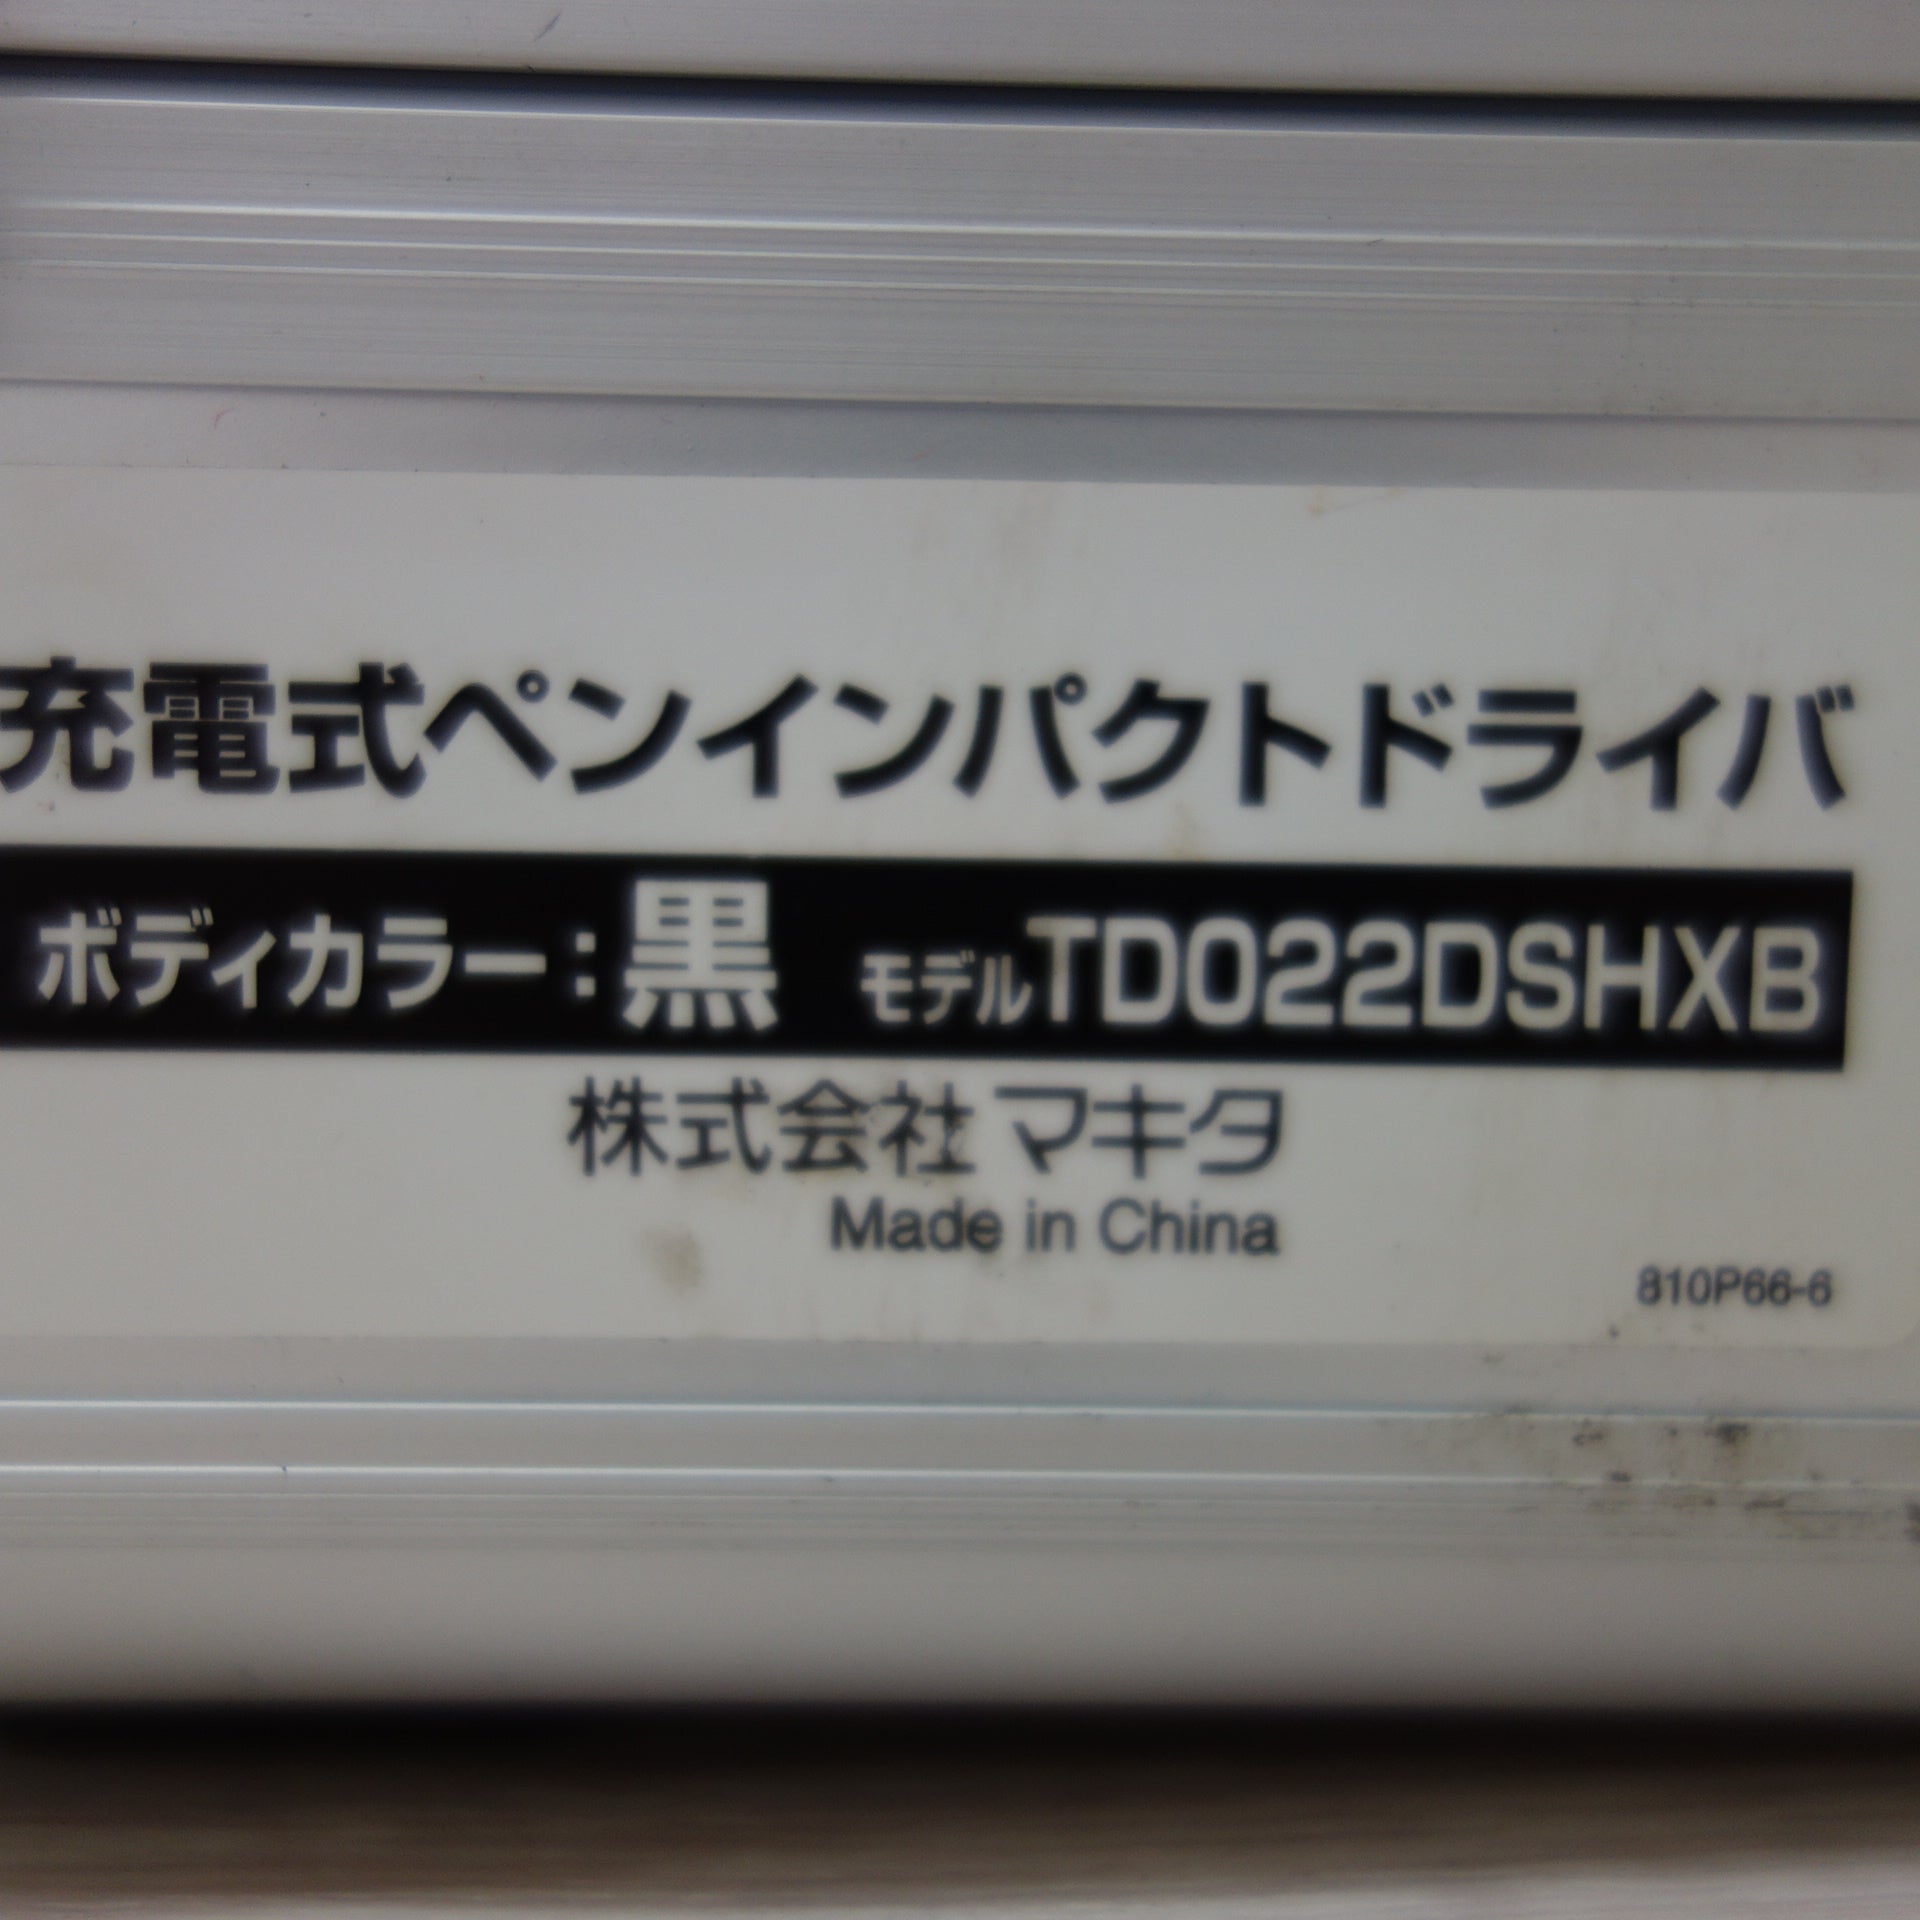 充電式ペンインパクトドライバ
ボディカラー:黒 モデルTD022DSHXB
株式会社マキタ
Made in China
810P66-6